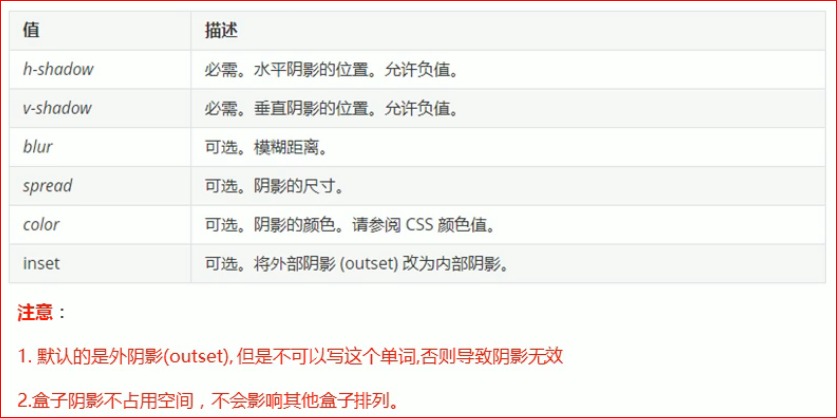 值 描述
h-shadow 必需。水平阴影的位置。允许负值。
v-shadow 必需。垂直阴影的位置。允许负值。
blur 可选。模糊距离。
spread 可选。阴影的尺寸。
color 可选。阴影的颜色。请参阅 CSS 颜色值。
inset 可选。将外部阴影 (outset) 改为内部阴影。
注意：
1. 默认的是外阴影(outset), 但是不可以写这个单词,否则导致阴影无效
2.盒子阴影不占用空间，不会影响其他盒子排列。